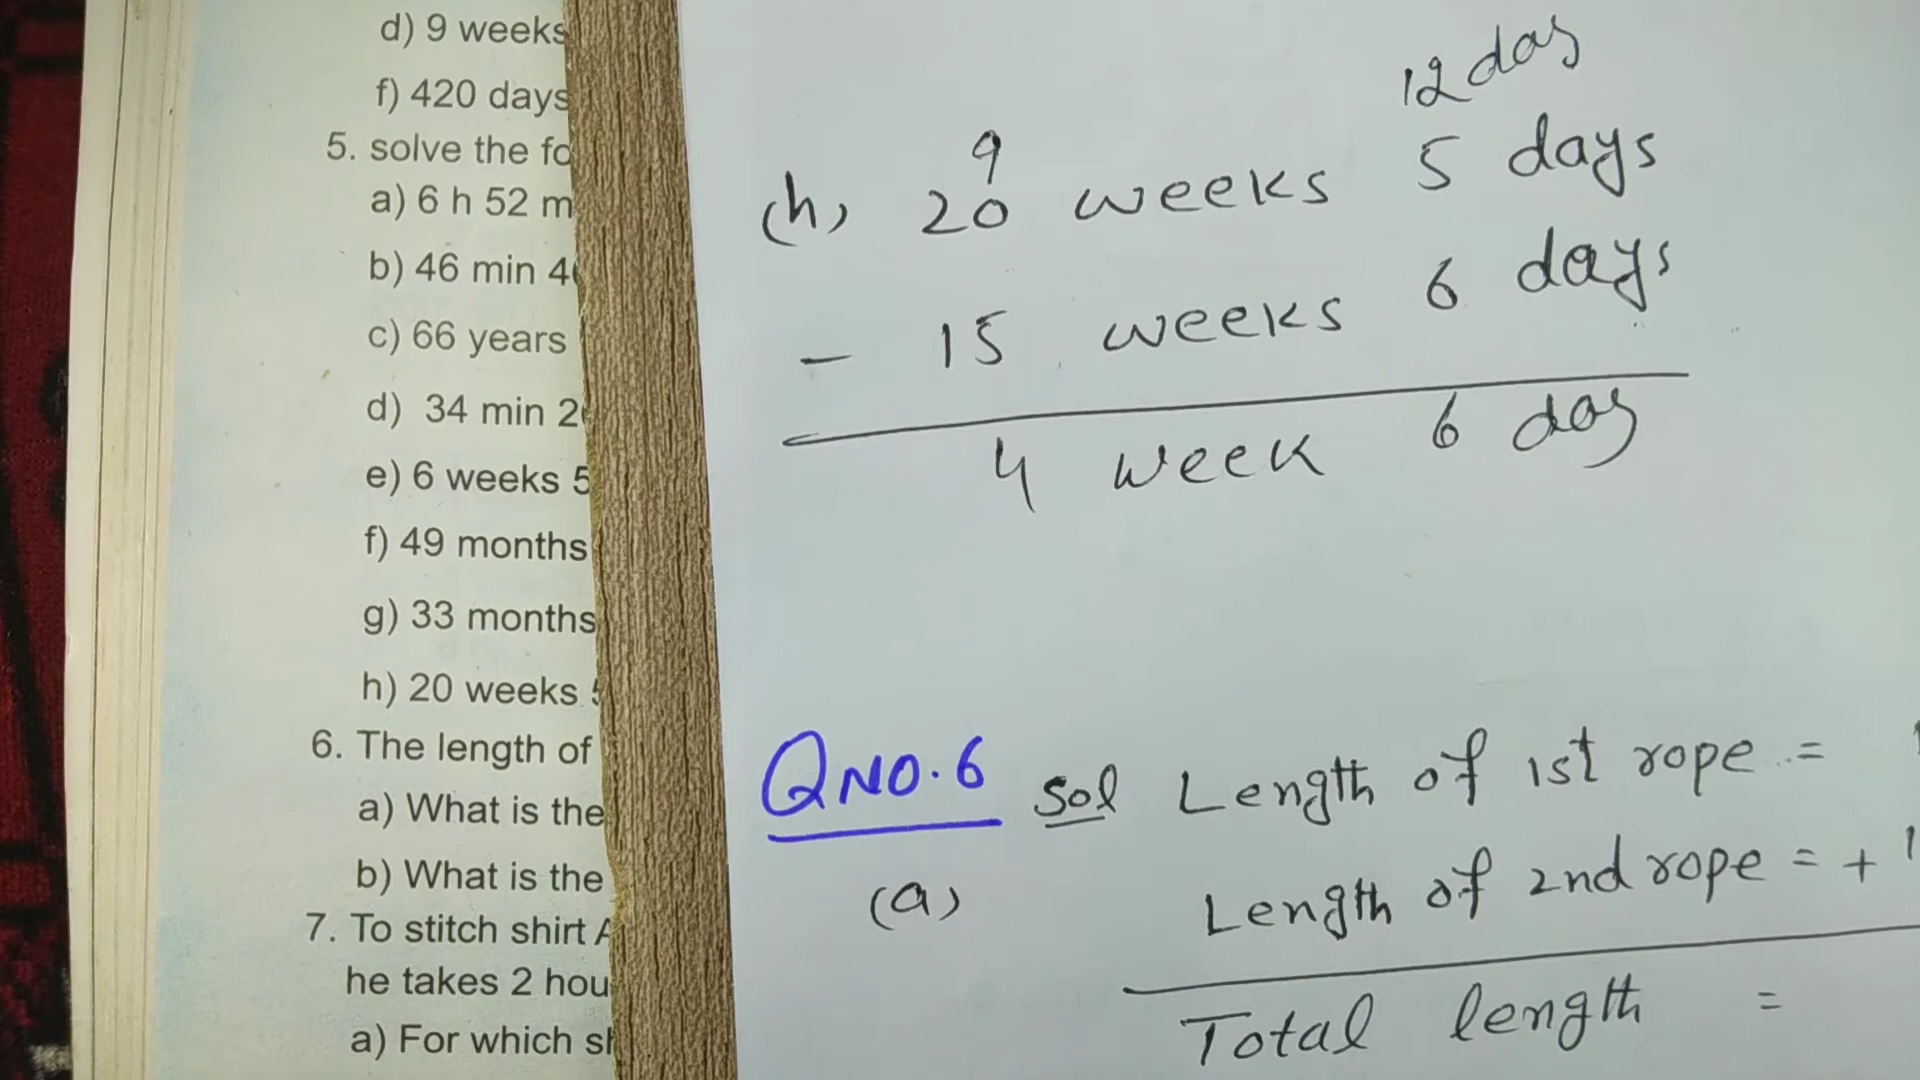 d) 9 weeks
f) 420 days
5. solve the fo
a) 6 h 52 m
b) 46 min 4
c) 66 years
d) 34 min 2
e) 6 weeks 5
f) 49 months
g) 33 months
h) 20 weeks
6. The length of
a) What is the
b) What is the
7. To stitch shirt
he takes 2 hou
a) For which sh
12 day
9
(h) 20 weeks 5 days
- 15 weeks 6 days
4 week 6 day
QNO.6 Sol Length of 1st rope =
(a) Length of 2nd rope = +
Total length =